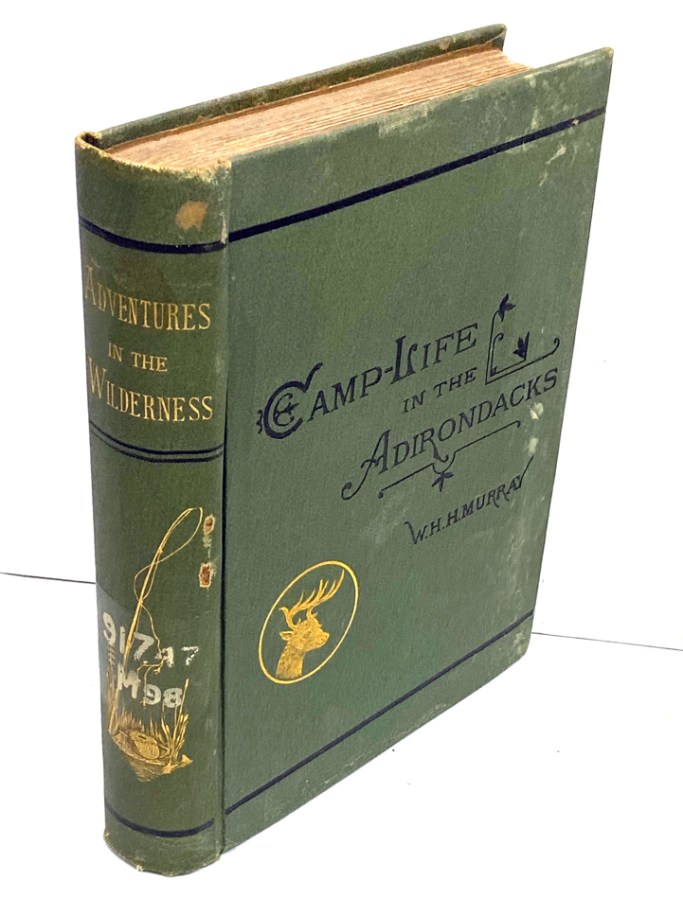 ADVENTURES
IN THE
WILDERNESS
917.47
M98
CAMP-LIFE
IN THE
ADIRONDACKS
W.H.H.MURRAY